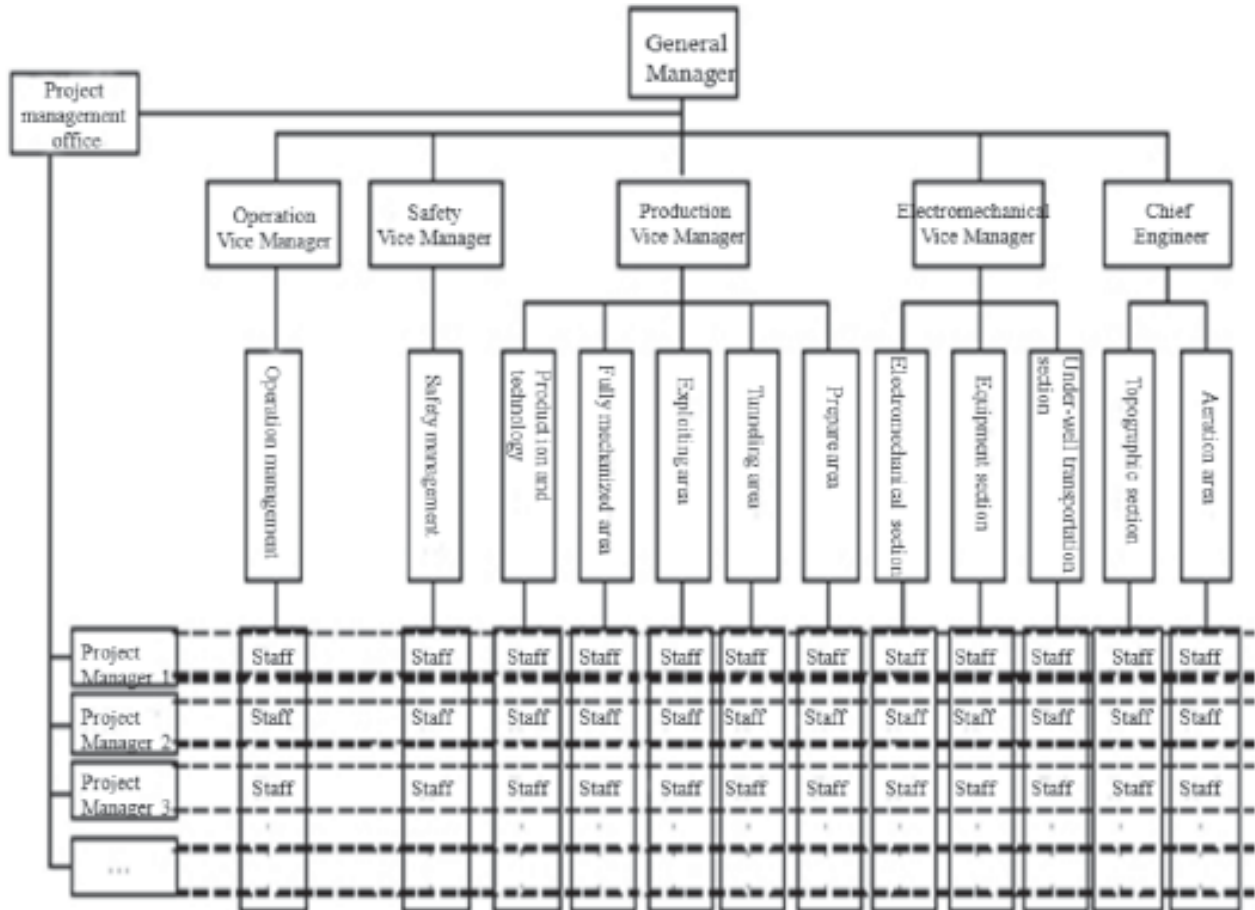 General
Manager
Project
management
office
Operation
Vice Manager
Safety
Vice Manager
Production
Vice Manager
Electromechanical
Vice Manager
Chief
Engineer
Operation management
Safety management
Production and
technology
Fully mechanized area
Exploiting area
Tunneling area
Prepare area
Electromechanical section
Equipment section
Under-well transportation
section
Topographic section
Aeration area
Project
Manager 1
Staff Staff Staff Staff Staff Staff Staff Staff Staff Staff Staff Staff
Project
Manager 2
Staff Staff Staff Staff Staff Staff Staff Staff Staff Staff Staff Staff
Project
Manager 3
Staff Staff Staff Staff Staff Staff Staff Staff Staff Staff Staff Staff
...